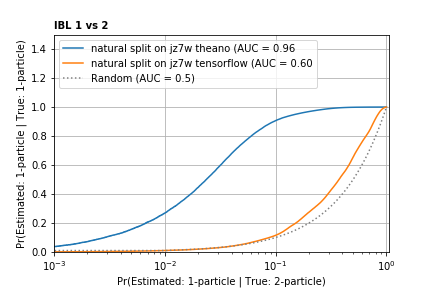 IBL 1 vs 2
1.4
1.2
1.0
0.8
0.6
0.4
0.2
0.0
Pr(Estimated: 1-particle | True: 1-particle)
natural split on jz7w theano (AUC = 0.96
natural split on jz7w tensorflow (AUC = 0.60
Random (AUC = 0.5)
10⁻³
10⁻²
10⁻¹
10⁰
Pr(Estimated: 1-particle | True: 2-particle)